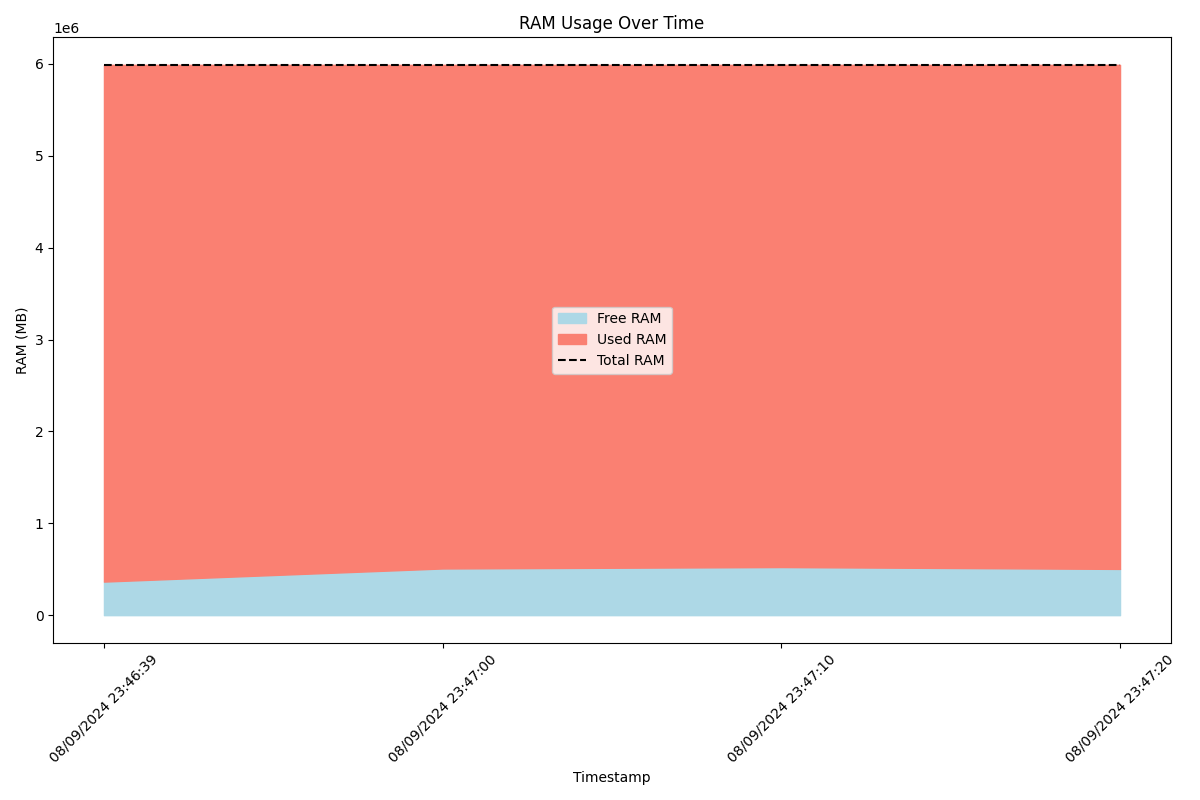 RAM Usage Over Time
1e6
6
5
4
3
2
1
0
RAM (MB)
Free RAM
Used RAM
Total RAM
08/09/2024 23:46:39
08/09/2024 23:47:00
08/09/2024 23:47:10
08/09/2024 23:47:20
Timestamp